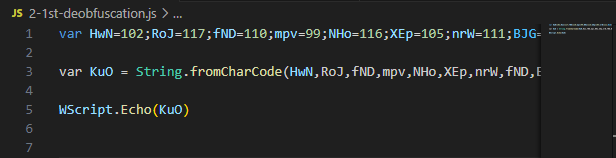 JS 2-1st-deobfuscation.js > ...
1 var HwN=102;RoJ=117;fND=110;mpv=99;NHo=116;XEp=105;nrW=111;BJG=
2
3 var KuO = String.fromCharCode(HwN,RoJ,fND,mpv,NHo,XEp,nrW,fND,
4
5 WScript.Echo(KuO)
6
7